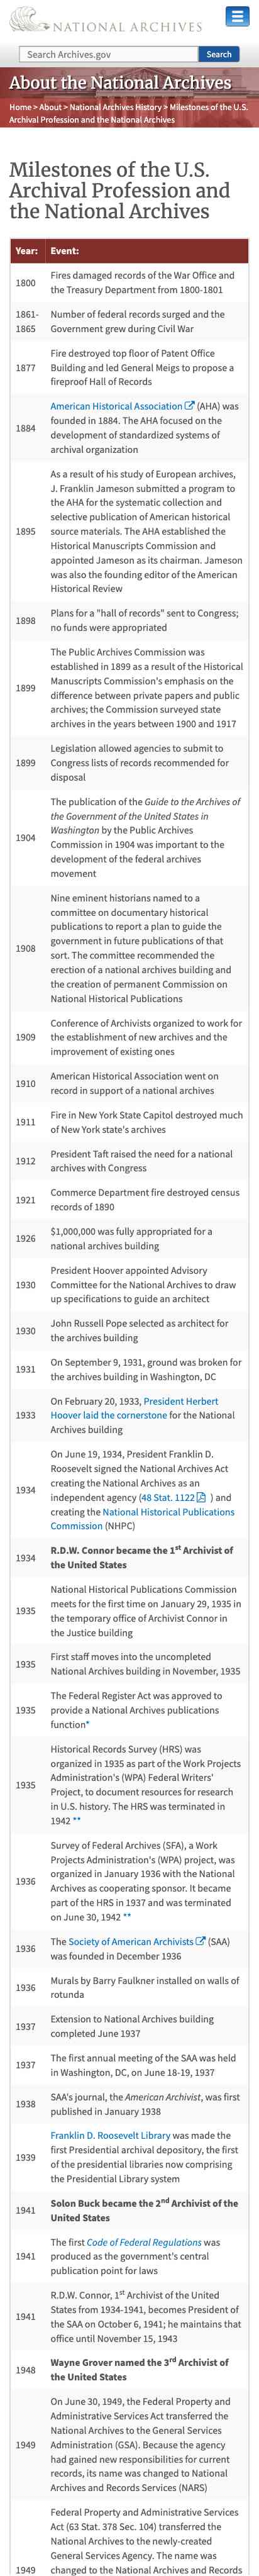 NATIONAL ARCHIVES
Search Archives.gov
Search
About the National Archives
Home > About > National Archives History > Milestones of the U.S.
Archival Profession and the National Archives
Milestones of the U.S.
Archival Profession and
the National Archives
Year: Event:
1800 Fires damaged records of the War Office and
the Treasury Department from 1800-1801
1861-
1865 Number of federal records surged and the
Government grew during Civil War
1877 Fire destroyed top floor of Patent Office
Building and led General Meigs to propose a
fireproof Hall of Records
1884 American Historical Association (AHA) was
founded in 1884. The AHA focused on the
development of standardized systems of
archival organization
1895 As a result of his study of European archives,
J. Franklin Jameson submitted a program to
the AHA for the systematic collection and
selective publication of American historical
source materials. The AHA established the
Historical Manuscripts Commission and
appointed Jameson as its chairman. Jameson
was also the founding editor of the American
Historical Review
1898 Plans for a "hall of records" sent to Congress;
no funds were appropriated
1899 The Public Archives Commission was
established in 1899 as a result of the Historical
Manuscripts Commission's emphasis on the
difference between private papers and public
archives; the Commission surveyed state
archives in the years between 1900 and 1917
1899 Legislation allowed agencies to submit to
Congress lists of records recommended for
disposal
1904 The publication of the Guide to the Archives of
the Government of the United States in
Washington by the Public Archives
Commission in 1904 was important to the
development of the federal archives
movement
1908 Nine eminent historians named to a
committee on documentary historical
publications to report a plan to guide the
government in future publications of that
sort. The committee recommended the
erection of a national archives building and
the creation of permanent Commission on
National Historical Publications
1909 Conference of Archivists organized to work for
the establishment of new archives and the
improvement of existing ones
1910 American Historical Association went on
record in support of a national archives
1911 Fire in New York State Capitol destroyed much
of New York state's archives
1912 President Taft raised the need for a national
archives with Congress
1921 Commerce Department fire destroyed census
records of 1890
1926 $1,000,000 was fully appropriated for a
national archives building
1930 President Hoover appointed Advisory
Committee for the National Archives to draw
up specifications to guide an architect
1930 John Russell Pope selected as architect for
the archives building
1931 On September 9, 1931, ground was broken for
the archives building in Washington, DC
1933 On February 20, 1933, President Herbert
Hoover laid the cornerstone for the National
Archives building
1934 On June 19, 1934, President Franklin D.
Roosevelt signed the National Archives Act
creating the National Archives as an
independent agency (48 Stat. 1122 ) and
creating the National Historical Publications
Commission (NHPC)
1934 R.D.W. Connor became the 1st Archivist of
the United States
1935 National Historical Publications Commission
meets for the first time on January 29, 1935 in
the temporary office of Archivist Connor in
the Justice building
1935 First staff moves into the uncompleted
National Archives building in November, 1935
1935 The Federal Register Act was approved to
provide a National Archives publications
function*
1935 Historical Records Survey (HRS) was
organized in 1935 as part of the Work Projects
Administration's (WPA) Federal Writers'
Project, to document resources for research
in U.S. history. The HRS was terminated in
1942 **
1936 Survey of Federal Archives (SFA), a Work
Projects Administration's (WPA) project, was
organized in January 1936 with the National
Archives as cooperating sponsor. It became
part of the HRS in 1937 and was terminated
on June 30, 1942 **
1936 The Society of American Archivists (SAA)
was founded in December 1936
1936 Murals by Barry Faulkner installed on walls of
rotunda
1937 Extension to National Archives building
completed June 1937
1937 The first annual meeting of the SAA was held
in Washington, DC, on June 18-19, 1937
1938 SAA's journal, the American Archivist, was first
published in January 1938
1939 Franklin D. Roosevelt Library was made the
first Presidential archival depository, the first
of the presidential libraries now comprising
the Presidential Library system
1941 Solon Buck became the 2nd Archivist of the
United States
1941 The first Code of Federal Regulations was
produced as the government's central
publication point for laws
1941 R.D.W. Connor, 1st Archivist of the United
States from 1934-1941, becomes President of
the SAA on October 6, 1941; he maintains that
office until November 15, 1943
1948 Wayne Grover named the 3rd Archivist of
the United States
1949 On June 30, 1949, the Federal Property and
Administrative Services Act transferred the
National Archives to the General Services
Administration (GSA). Because the agency
had gained new responsibilities for current
records, its name was changed to National
Archives and Records Service (NARS)
1949 Federal Property and Administrative Services
Act (63 Stat. 378 Sec. 104) transferred the
National Archives to the newly-created
General Services Agency. The name was
changed to the National Archives and Records